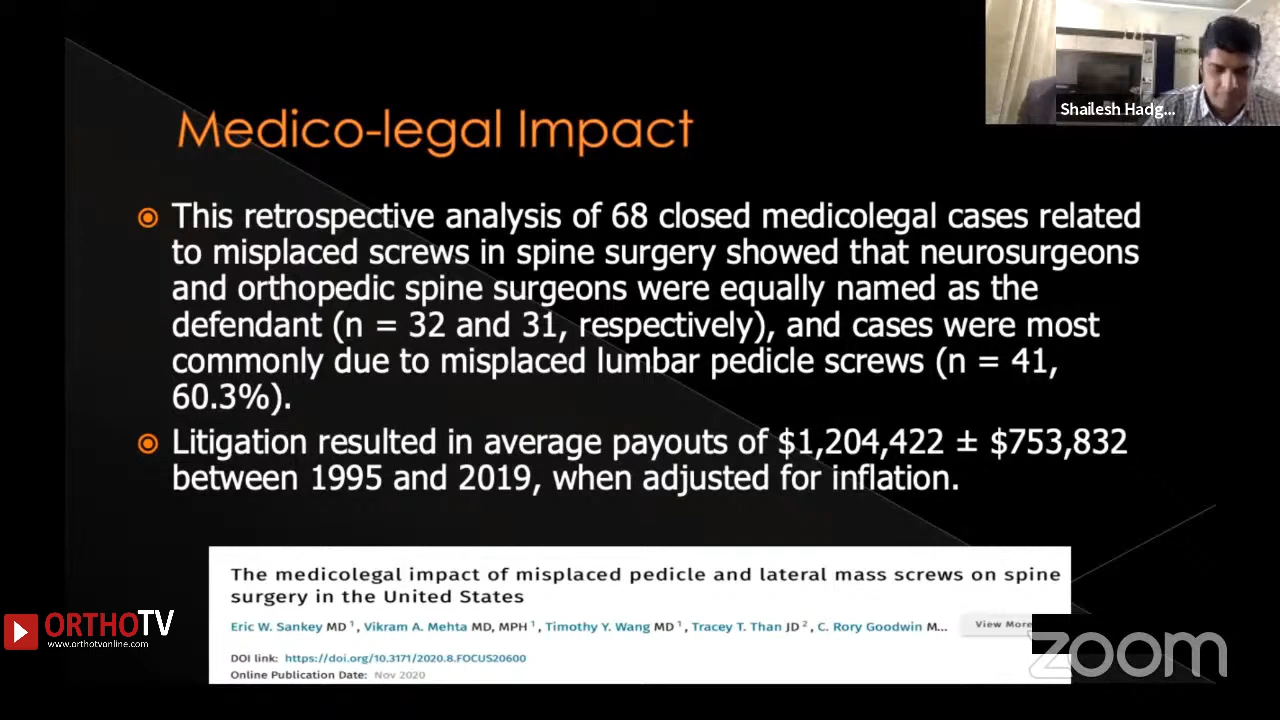 Shailesh Hadg...
Medico-legal Impact
This retrospective analysis of 68 closed medicolegal cases related
to misplaced screws in spine surgery showed that neurosurgeons
and orthopedic spine surgeons were equally named as the
defendant (n = 32 and 31, respectively), and cases were most
commonly due to misplaced lumbar pedicle screws (n = 41,
60.3%).
Litigation resulted in average payouts of $1,204,422 ± $753,832
between 1995 and 2019, when adjusted for inflation.
The medicolegal impact of misplaced pedicle and lateral mass screws on spine
surgery in the United States
Eric W. Sankey MD 1, Vikram A. Mehta MD, MPH 1, Timothy Y. Wang MD 1, Tracey T. Than JD 2, C. Rory Goodwin M...
View More
DOI link: https://doi.org/10.3171/2020.8.FOCUS20600
Online Publication Date: Nov 2020
ORTHOTV
www.orthotvonline.com
zoom